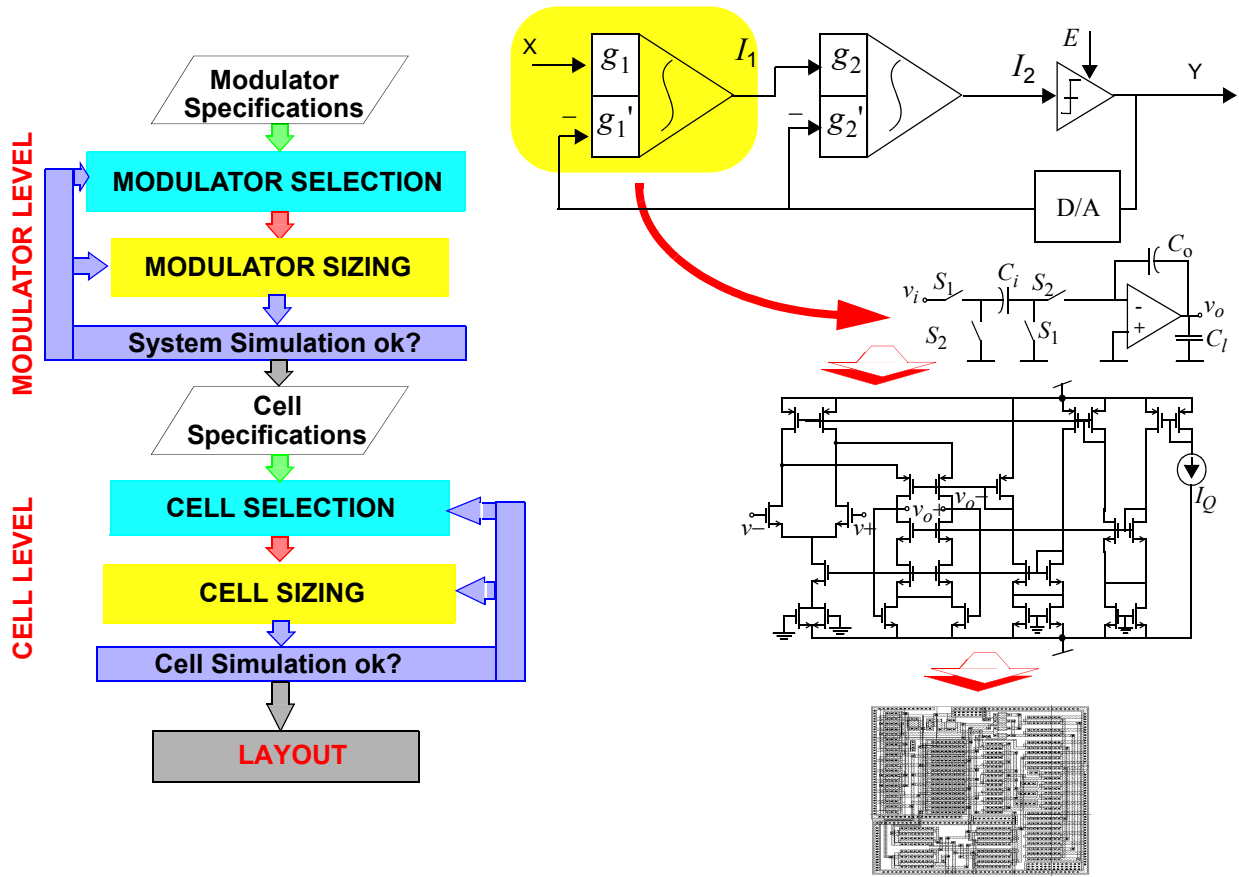 MODULATOR LEVEL
Modulator
Specifications
MODULATOR SELECTION
MODULATOR SIZING
System Simulation ok?
Cell
Specifications
CELL LEVEL
CELL SELECTION
CELL SIZING
Cell Simulation ok?
LAYOUT
X
g1
g1'
−
I1
g2
g2'
−
I2
E
Y
D/A
vi
S1
Ci
S2
Co
S2
S1
-
+
vo
Cl
v−
v+
vo+
vo−
IQ